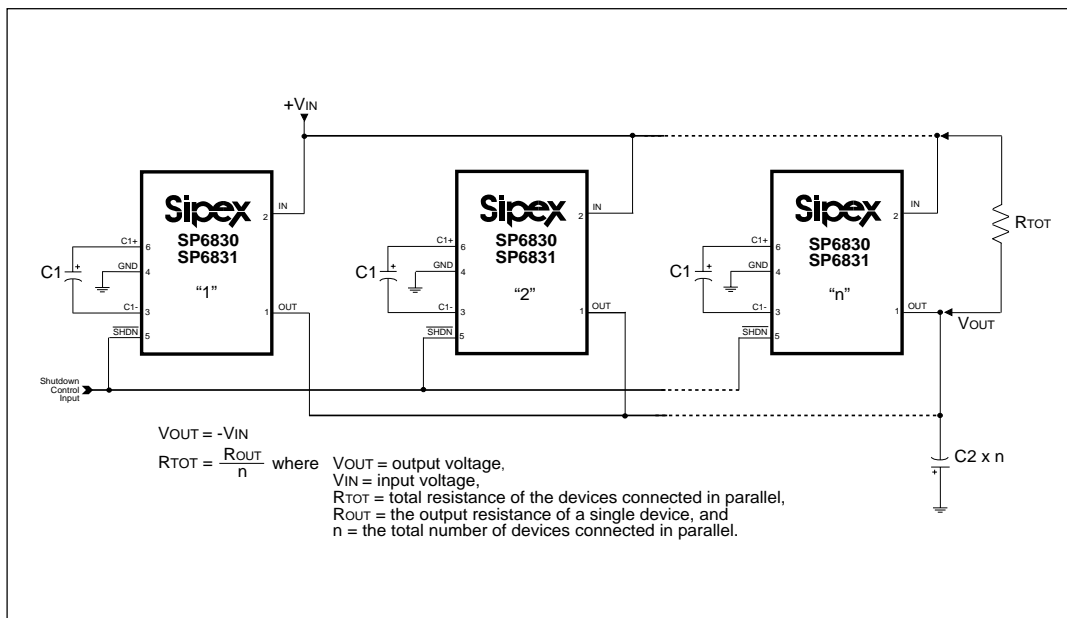 +VIN
Sipex
SP6830
SP6831
"1"
IN
2
C1+
6
GND
4
C1-
3
SHDN
5
OUT
1
C1
Sipex
SP6830
SP6831
"2"
IN
2
C1+
6
GND
4
C1-
3
SHDN
5
OUT
1
C1
Sipex
SP6830
SP6831
"n"
IN
2
C1+
6
GND
4
C1-
3
SHDN
5
OUT
1
C1
RTOT
VOUT
Shutdown
Control
Input
C2 x n
+
VOUT = -VIN
RTOT = ROUT/n where VOUT = output voltage,
VIN = input voltage,
RTOT = total resistance of the devices connected in parallel,
ROUT = the output resistance of a single device, and
n = the total number of devices connected in parallel.